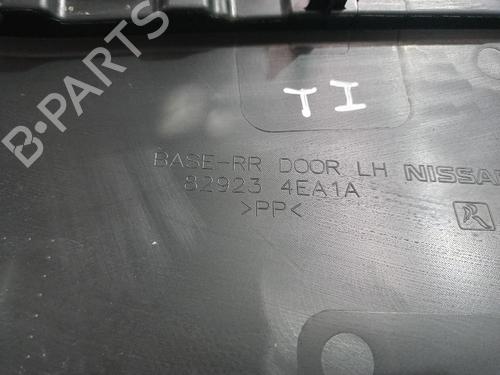 B-PARTS
TI
BASE-RR DOOR LH NISSAN
82923 4EA1A
>PP<